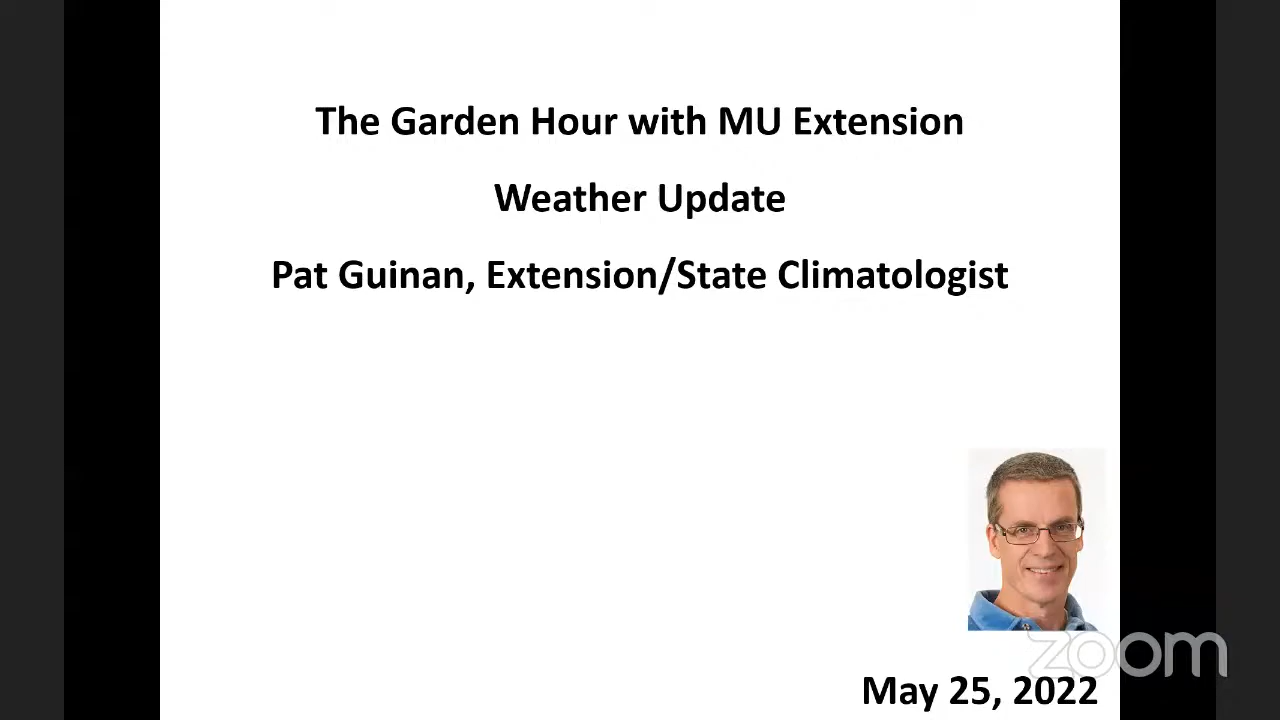 The Garden Hour with MU Extension
Weather Update
Pat Guinan, Extension/State Climatologist
zoom
May 25, 2022